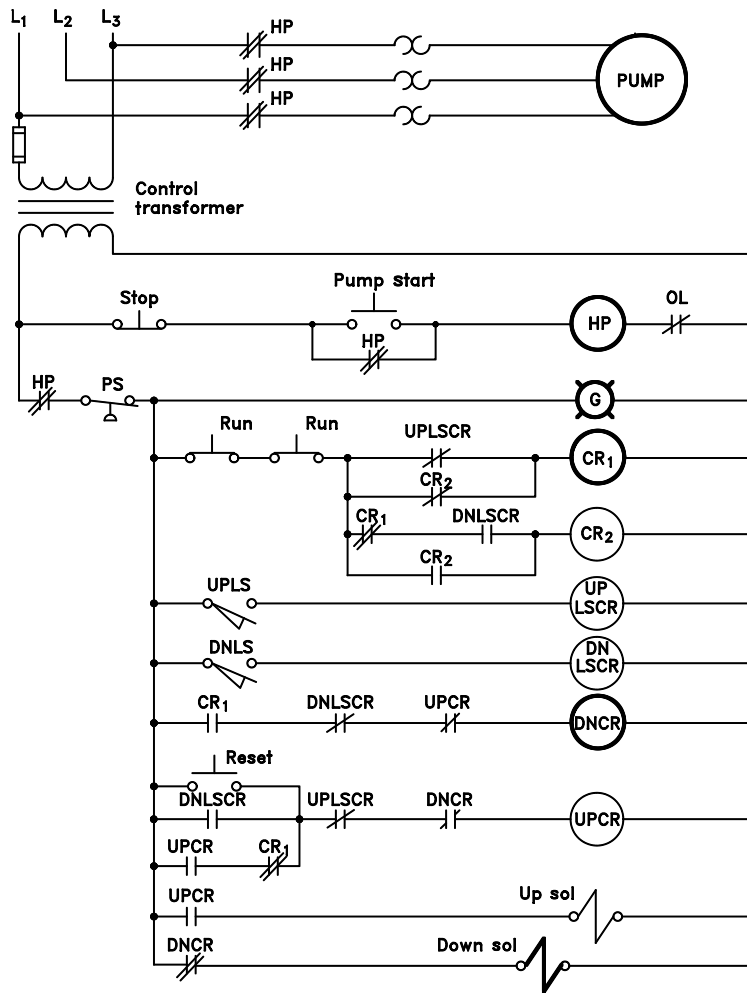 L1 L2 L3
HP
HP
PUMP
HP
Control
transformer
Pump start
Stop
OL
HP
HP
HP
PS
G
Run
Run
UPLSCR
CR1
CR2
CR1
DNLSCR
CR2
CR2
UPLS
UP
LSCR
DNLS
DN
LSCR
CR1
DNLSCR
UPCR
DNCR
Reset
DNLSCR
UPLSCR
DNCR
UPCR
UPCR
CR1
UPCR
Up sol
DNCR
Down sol